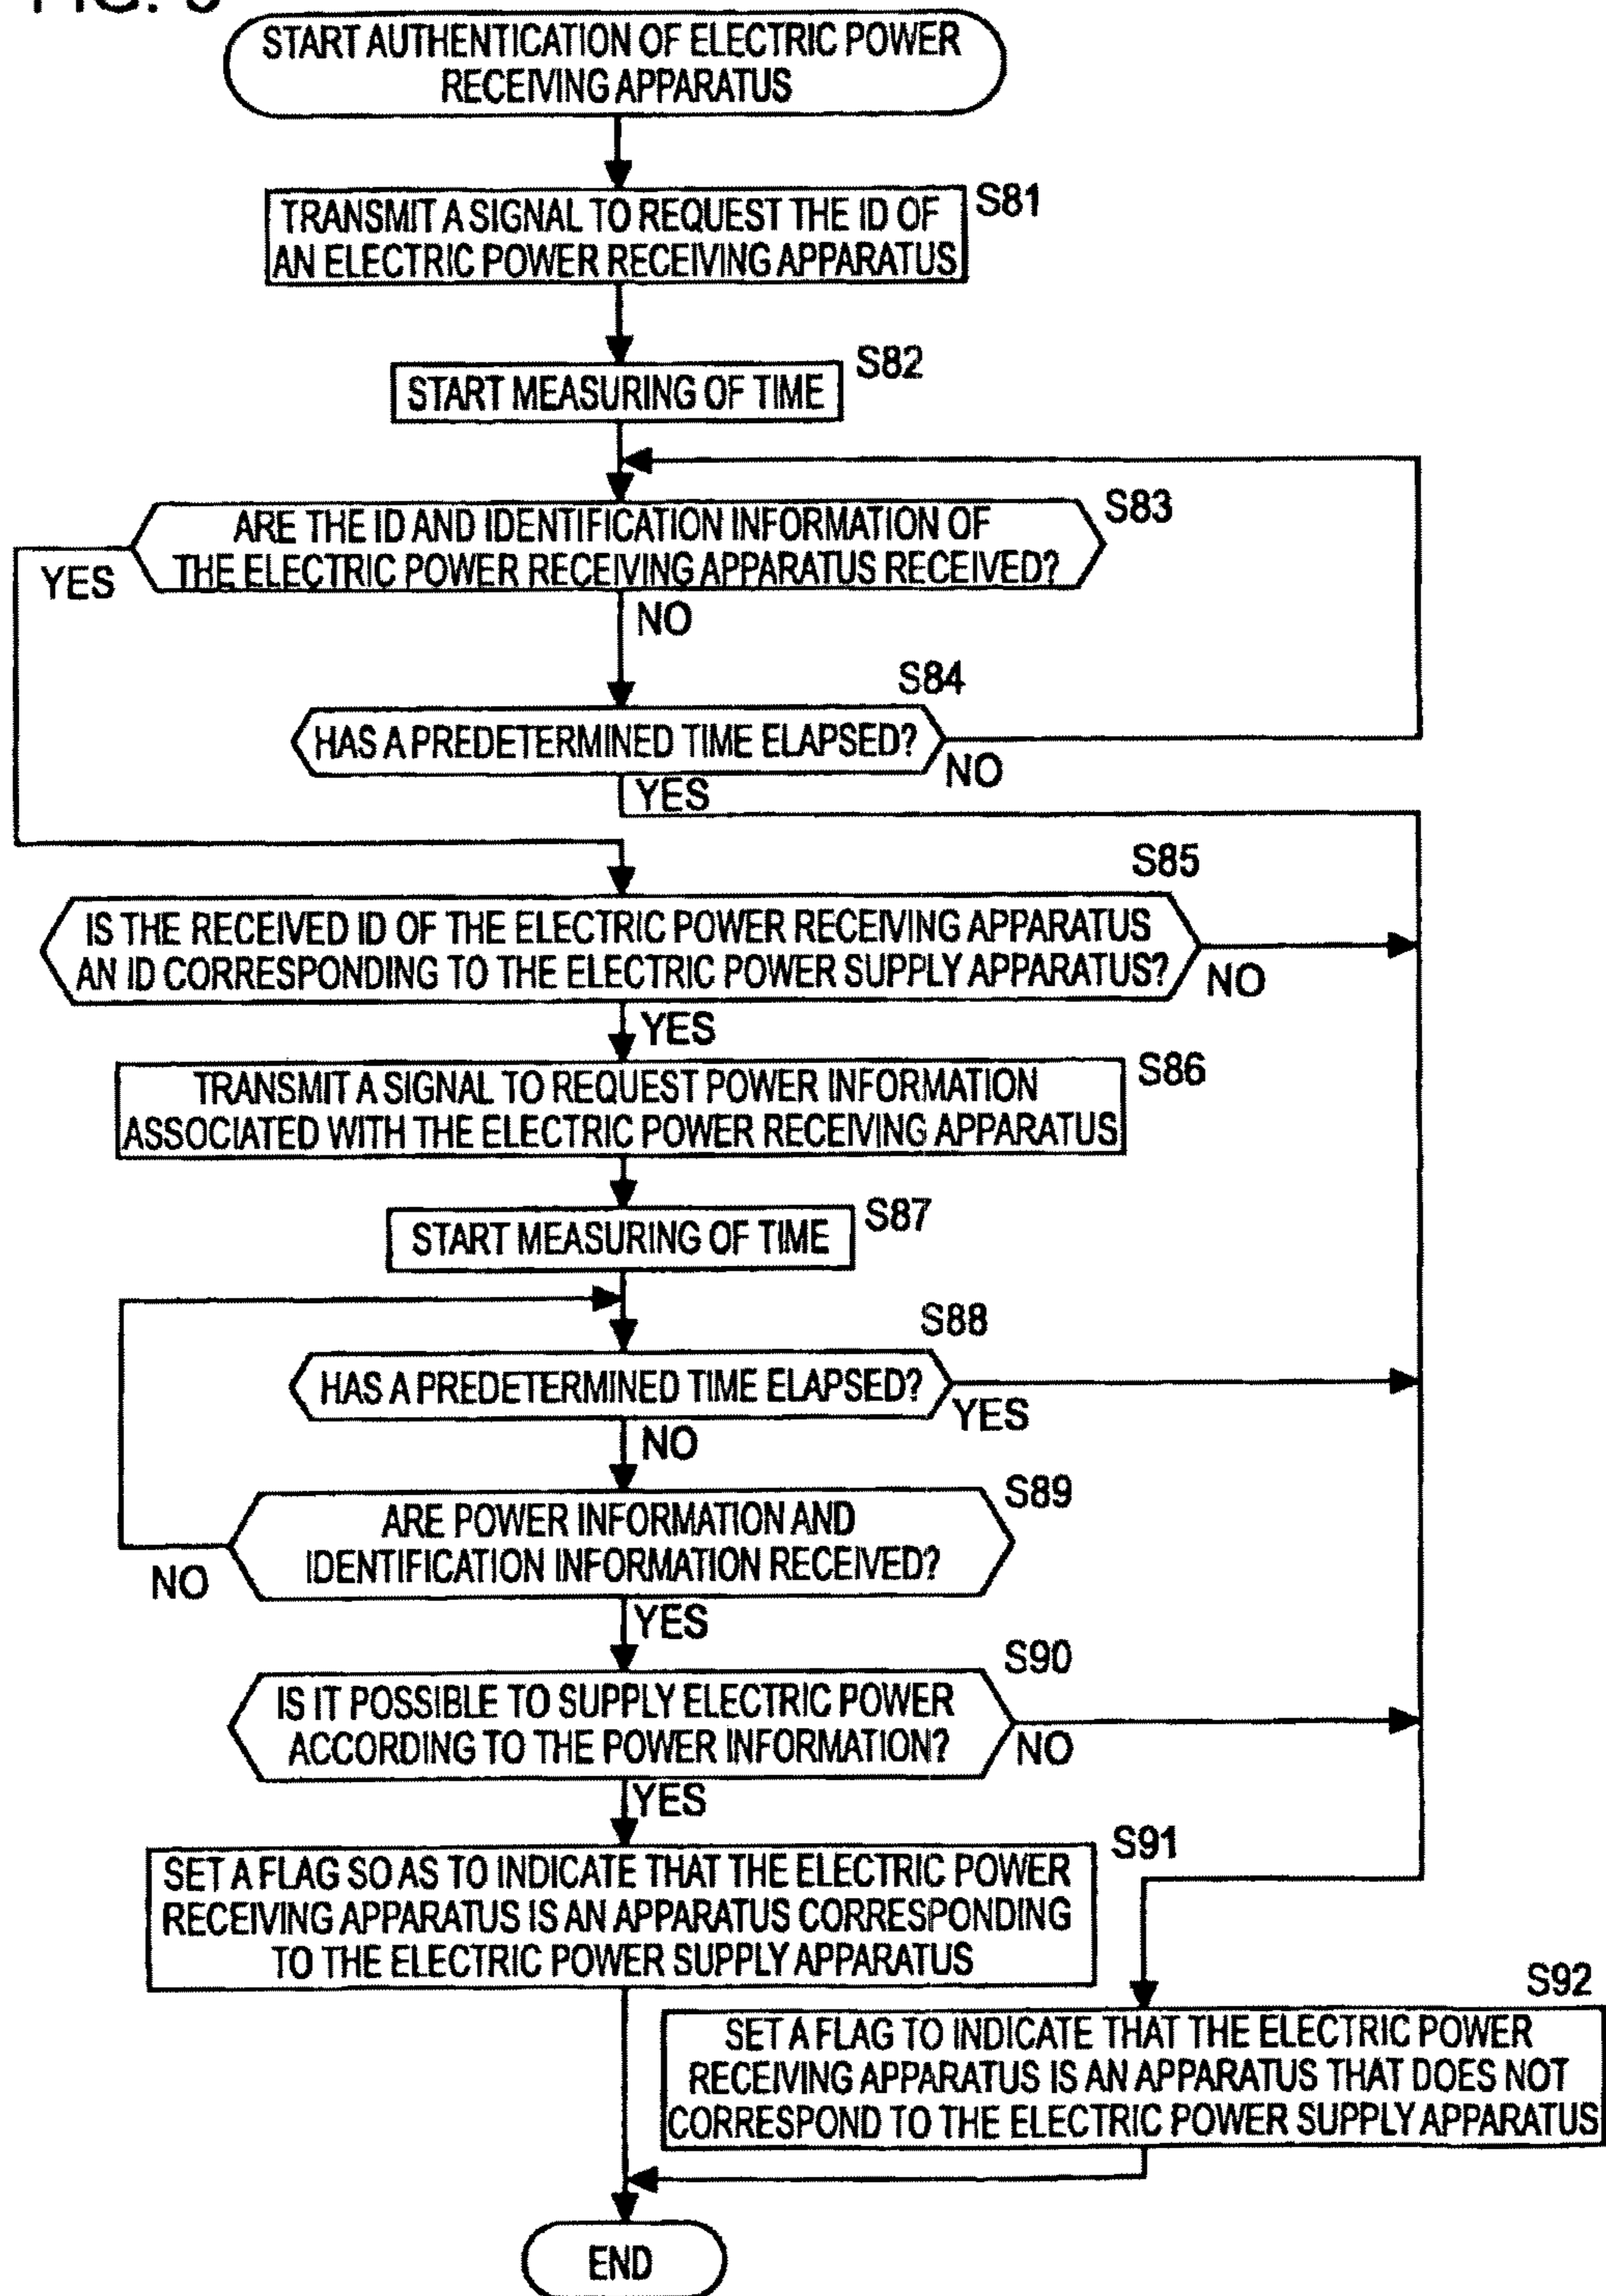 START AUTHENTICATION OF ELECTRIC POWER
RECEIVING APPARATUS
S81
TRANSMIT A SIGNAL TO REQUEST THE ID OF
AN ELECTRIC POWER RECEIVING APPARATUS
S82
START MEASURING OF TIME
S83
ARE THE ID AND IDENTIFICATION INFORMATION OF
THE ELECTRIC POWER RECEIVING APPARATUS RECEIVED?
YES
NO
S84
HAS A PREDETERMINED TIME ELAPSED?
NO
YES
S85
IS THE RECEIVED ID OF THE ELECTRIC POWER RECEIVING APPARATUS
AN ID CORRESPONDING TO THE ELECTRIC POWER SUPPLY APPARATUS?
NO
YES
S86
TRANSMIT A SIGNAL TO REQUEST POWER INFORMATION
ASSOCIATED WITH THE ELECTRIC POWER RECEIVING APPARATUS
S87
START MEASURING OF TIME
S88
HAS A PREDETERMINED TIME ELAPSED?
YES
NO
S89
ARE POWER INFORMATION AND
IDENTIFICATION INFORMATION RECEIVED?
NO
YES
S90
IS IT POSSIBLE TO SUPPLY ELECTRIC POWER
ACCORDING TO THE POWER INFORMATION?
NO
YES
S91
SET A FLAG SO AS TO INDICATE THAT THE ELECTRIC POWER
RECEIVING APPARATUS IS AN APPARATUS CORRESPONDING
TO THE ELECTRIC POWER SUPPLY APPARATUS
S92
SET A FLAG TO INDICATE THAT THE ELECTRIC POWER
RECEIVING APPARATUS IS AN APPARATUS THAT DOES NOT
CORRESPOND TO THE ELECTRIC POWER SUPPLY APPARATUS
END